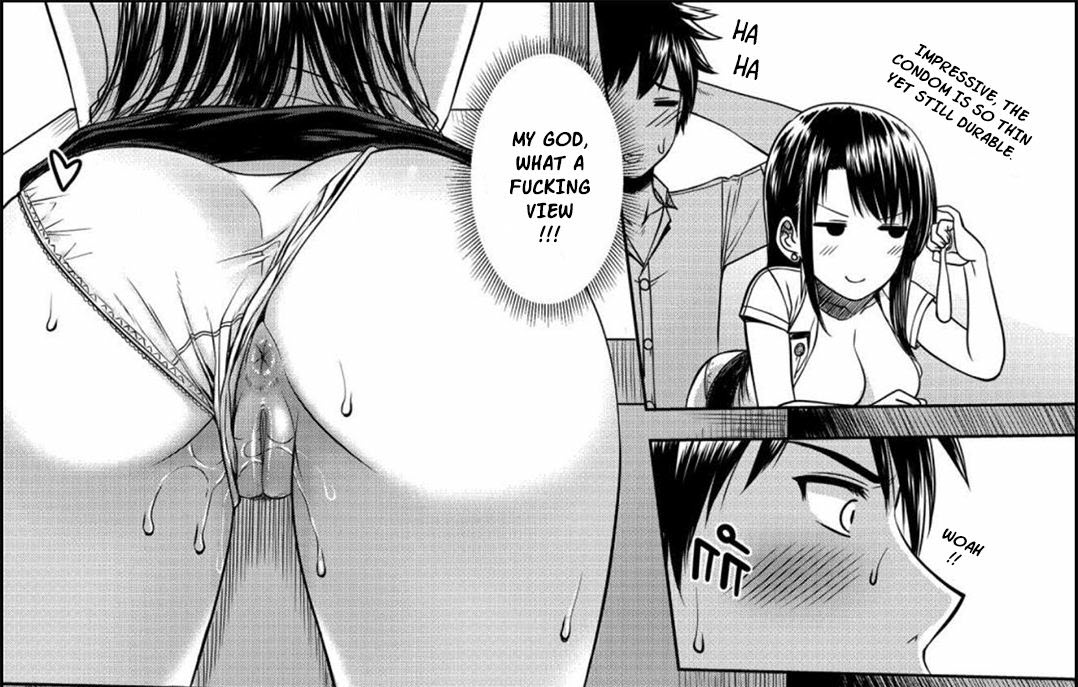 MY GOD,
WHAT A
FUCKING
VIEW
!!!
HA
HA
IMPRESSIVE, THE
CONDOM IS SO THIN
YET STILL DURABLE.
WOAH
!!